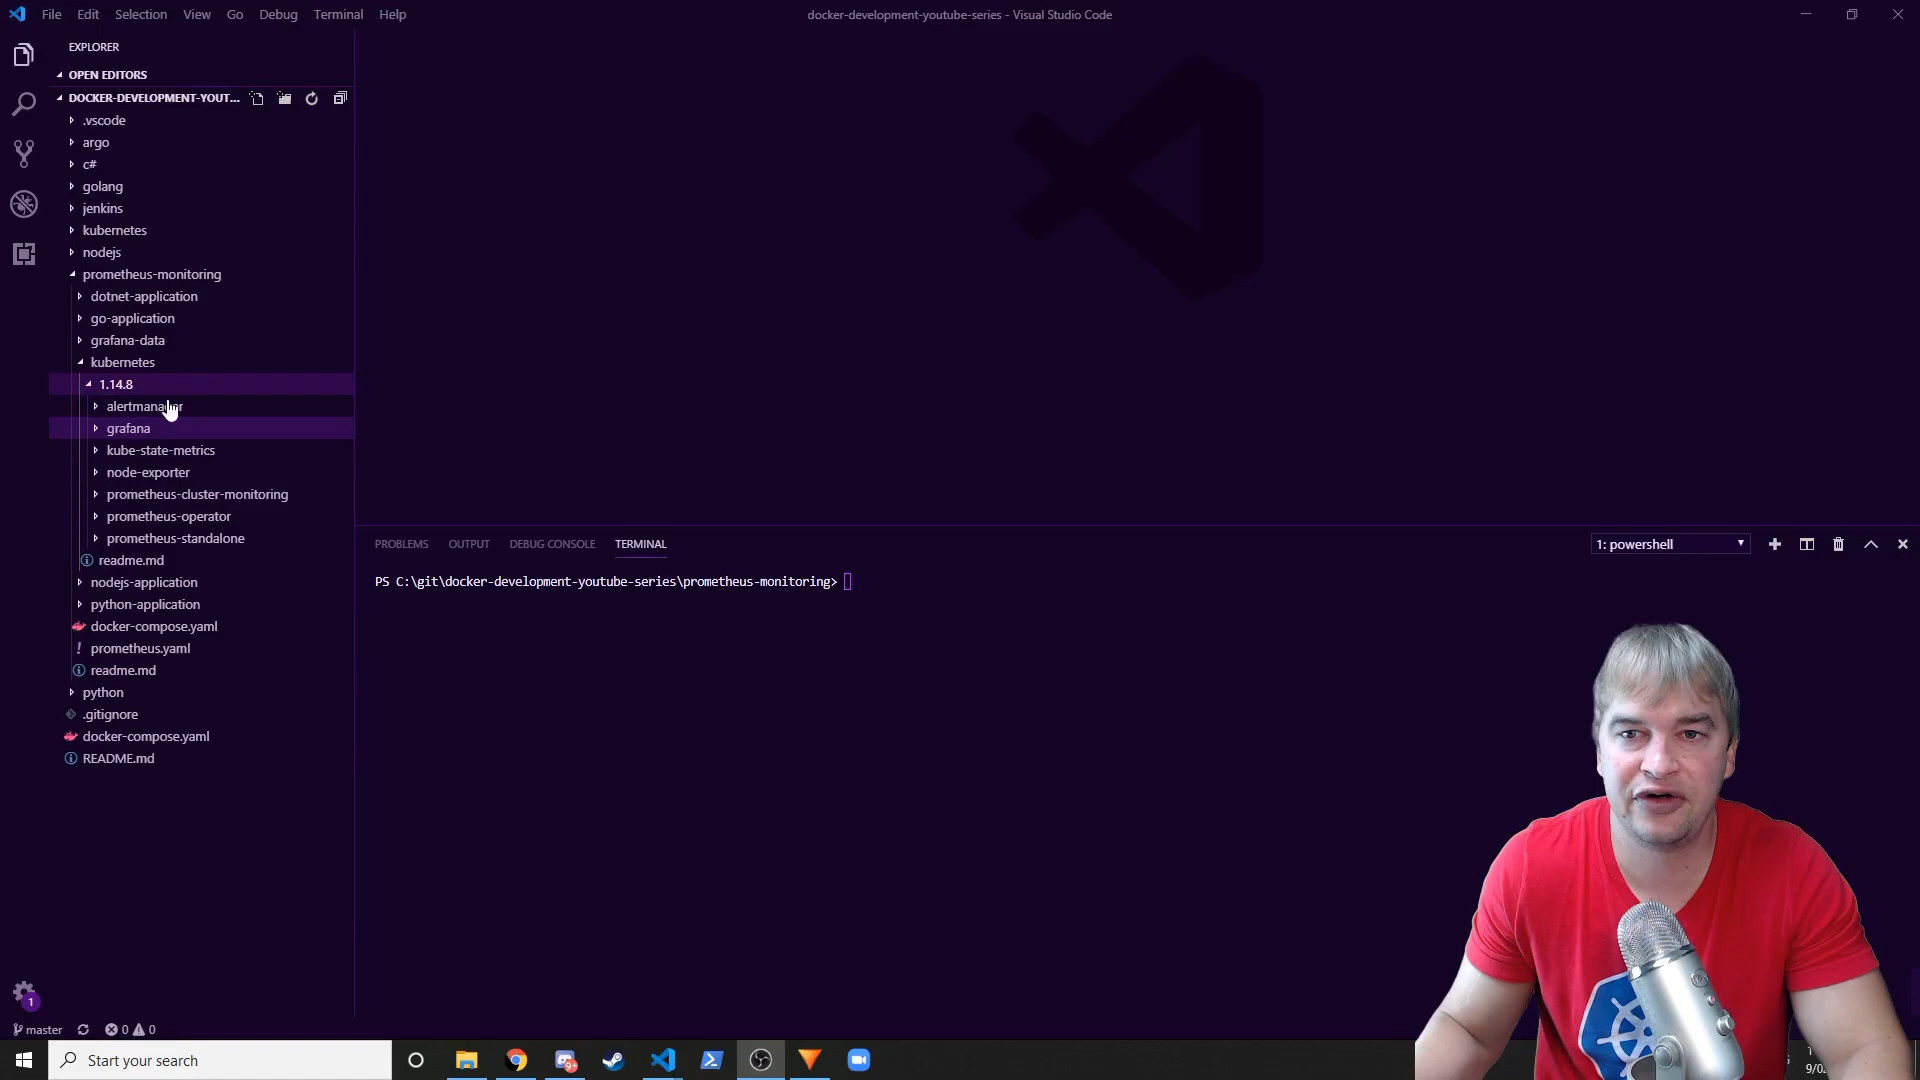 File Edit Selection View Go Debug Terminal Help
docker-development-youtube-series - Visual Studio Code
EXPLORER
OPEN EDITORS
DOCKER-DEVELOPMENT-YOUT...
.vscode
argo
c#
golang
jenkins
kubernetes
nodejs
prometheus-monitoring
dotnet-application
go-application
grafana-data
kubernetes
1.14.8
alertmanager
grafana
kube-state-metrics
node-exporter
prometheus-cluster-monitoring
prometheus-operator
prometheus-standalone
readme.md
nodejs-application
python-application
docker-compose.yaml
prometheus.yaml
readme.md
python
.gitignore
docker-compose.yaml
README.md
PROBLEMS OUTPUT DEBUG CONSOLE TERMINAL
1: powershell
PS C:\git\docker-development-youtube-series\prometheus-monitoring>
1
master 0 0
Start your search
9+